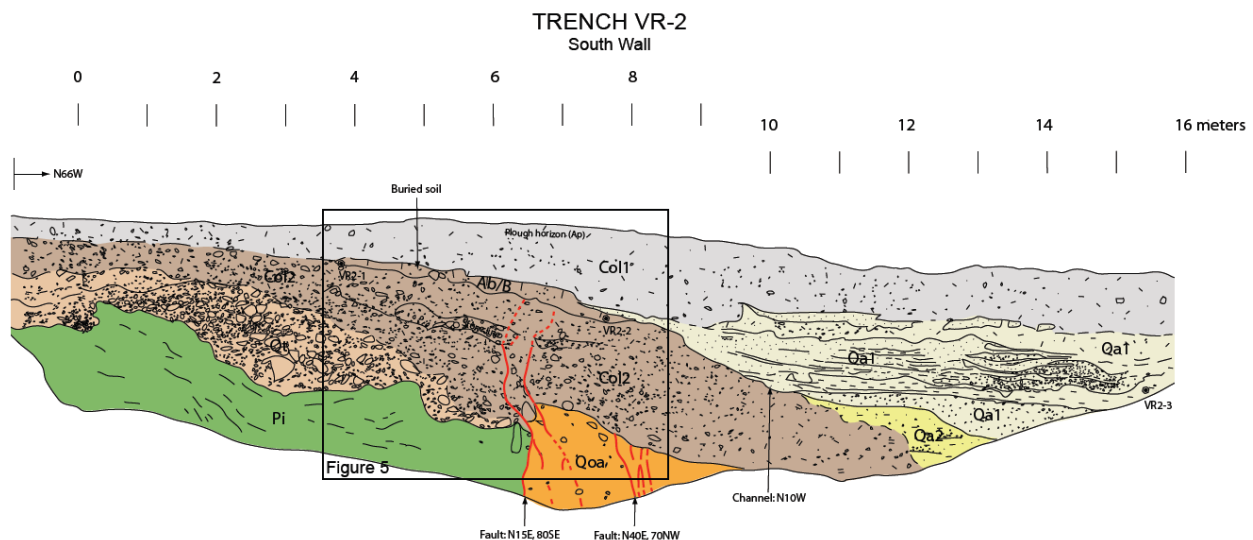 TRENCH VR-2
South Wall
0 2 4 6 8 10 12 14 16 meters
N66W
Buried soil
Plough horizon (Ap)
Col1
Col2
VR2-1
Ab/B
VR2-2
Qa1
Qa1
Col2
Pi
Qa1
VR2-3
Qa2
Qoa
Figure 5
Channel: N10W
Fault: N15E, 80SE
Fault: N40E, 70NW